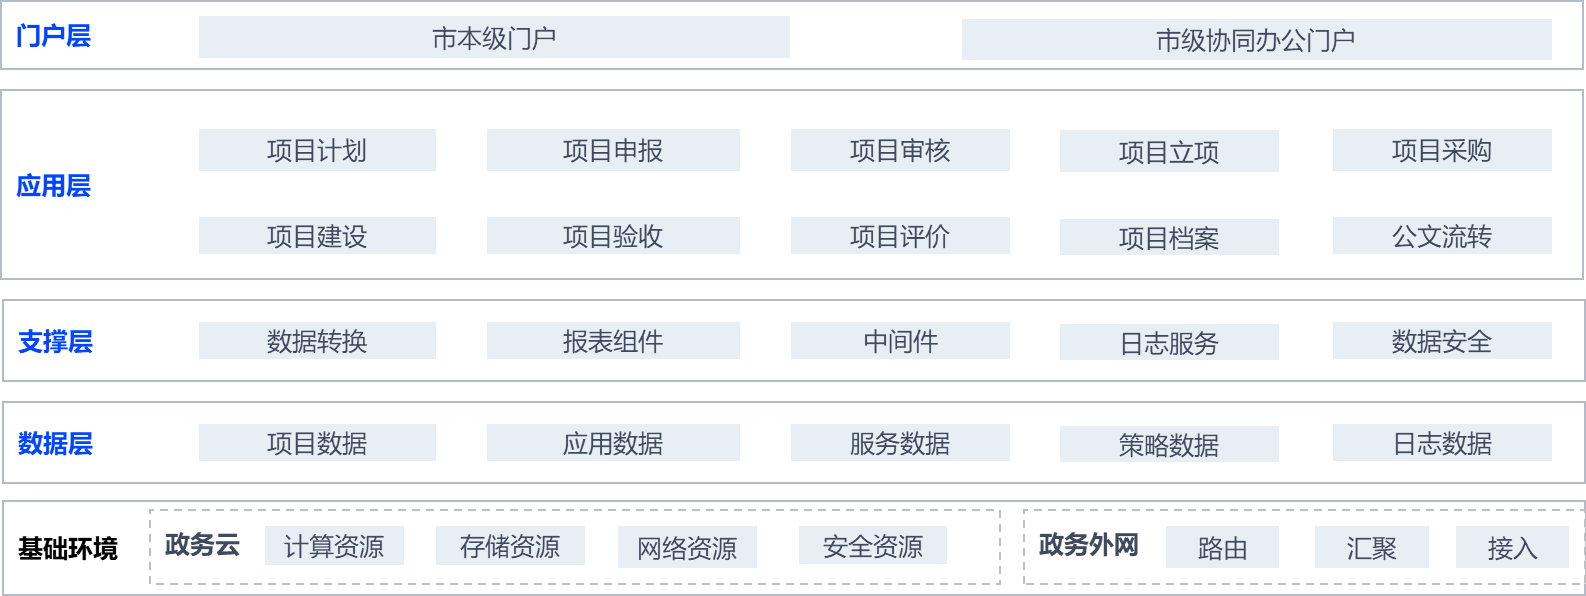 门户层 市本级门户 市级协同办公门户
应用层
项目计划 项目申报 项目审核 项目立项 项目采购
项目建设 项目验收 项目评价 项目档案 公文流转
支撑层 数据转换 报表组件 中间件 日志服务 数据安全
数据层 项目数据 应用数据 服务数据 策略数据 日志数据
基础环境 政务云 计算资源 存储资源 网络资源 安全资源 政务外网 路由 汇聚 接入